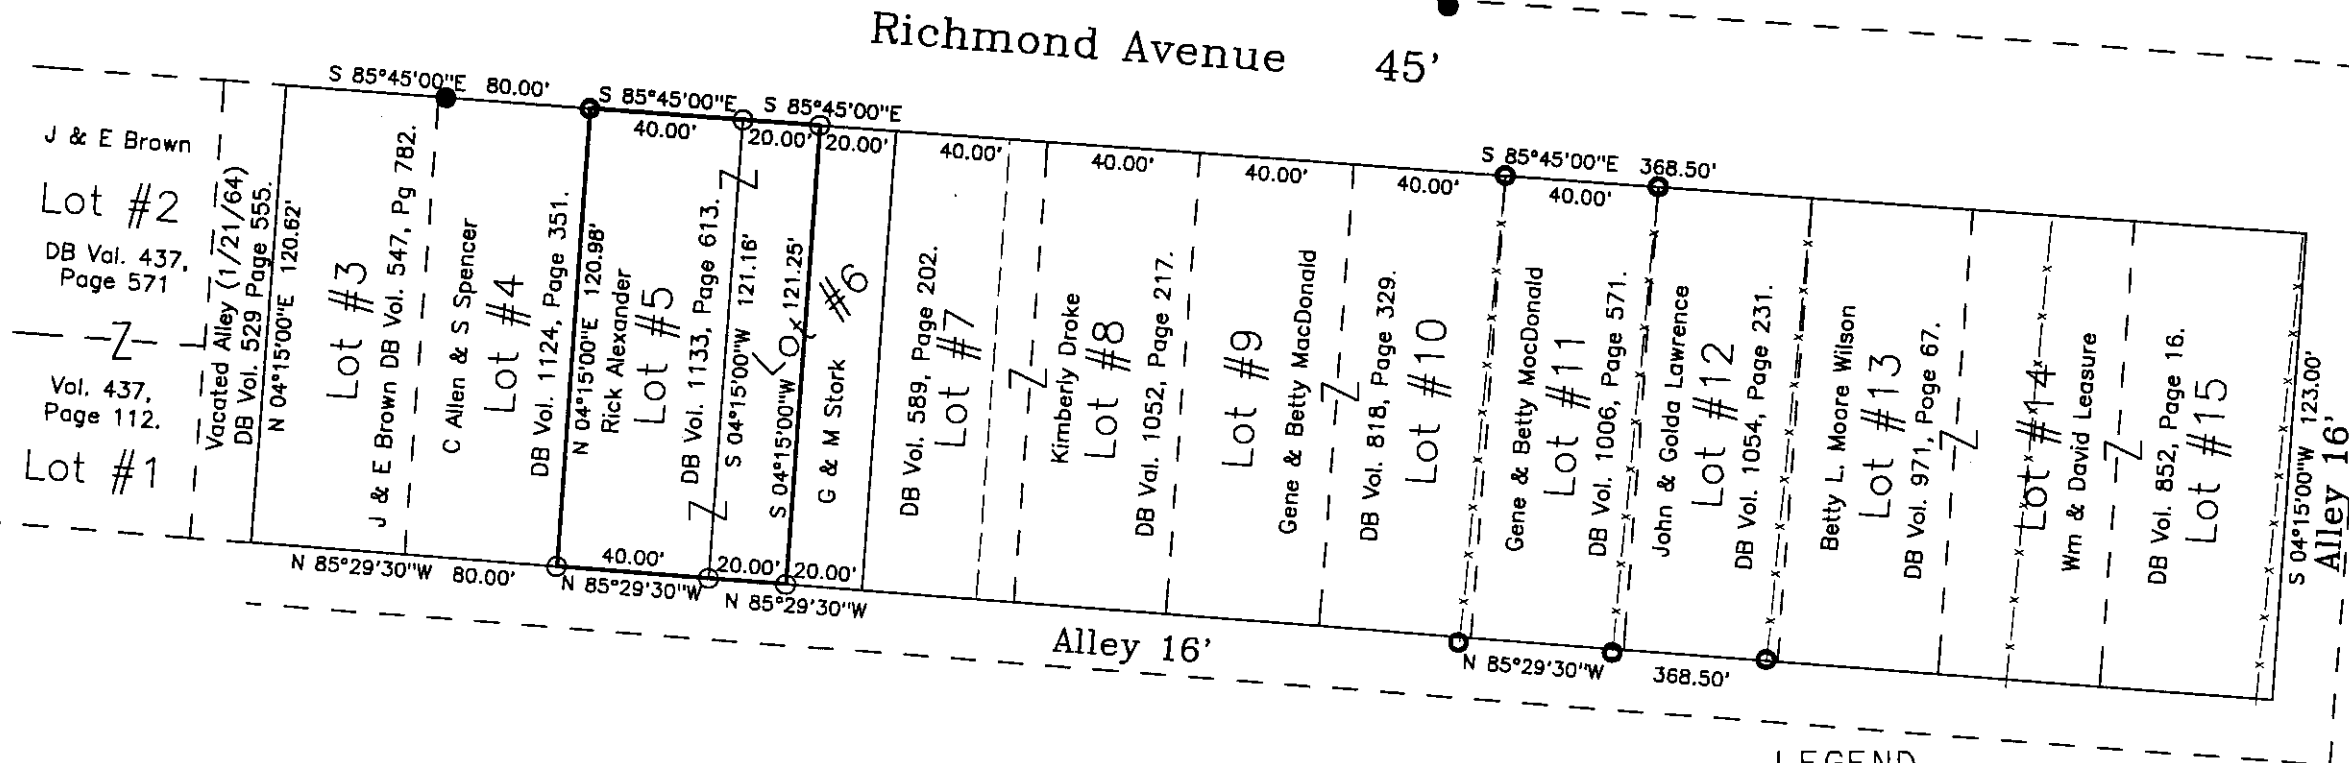 Richmond Avenue 45'
S 85°45'00"E 80.00'
S 85°45'00"E
40.00'
S 85°45'00"E
20.00'
20.00'
40.00'
40.00'
40.00'
40.00'
S 85°45'00"E 368.50'
40.00'
J & E Brown
Lot #2
DB Val. 437,
Page 571
Z
Val. 437,
Page 112.
Lot #1
Vacated Alley (1/21/64)
DB Vol. 529 Page 555.
N 04°15'00"E 120.62'
Lot #3
J & E Brown DB Vol. 547, Pg 782.
C Allen & S Spencer
Lot #4
DB Vol. 1124, Page 351.
N 04°15'00"E 120.98'
Rick Alexander
Lot #5
DB Vol. 1133, Page 613.
Z
Z
S 04°15'00"W 121.16'
Lot #6
S 04°15'00"W 121.25'
G & M Stork
DB Vol. 589, Page 202.
Lot #7
Z
Kimberly Droke
Lot #8
DB Val. 1052, Page 217.
Lot #9
Gene & Betty MacDonald
Z
DB Vol. 818, Page 329.
Lot #10
Gene & Betty MocDonald
Lot #11
DB Vol. 1006, Page 571.
John & Golda Lawrence
Lot #12
DB Vol. 1054, Page 231.
Betty L. Moore Wilson
Lot #13
DB Vol. 971, Page 67.
Z
Lot #14
Wm & David Leasure
Z
DB Vol. 852, Page 16.
Lot #15
S 04°15'00"W 123.00'
Alley 16'
N 85°29'30"W 80.00'
40.00'
N 85°29'30"W
20.00'
20.00'
N 85°29'30"W
Alley 16'
N 85°29'30"W
368.50'
LEGEND